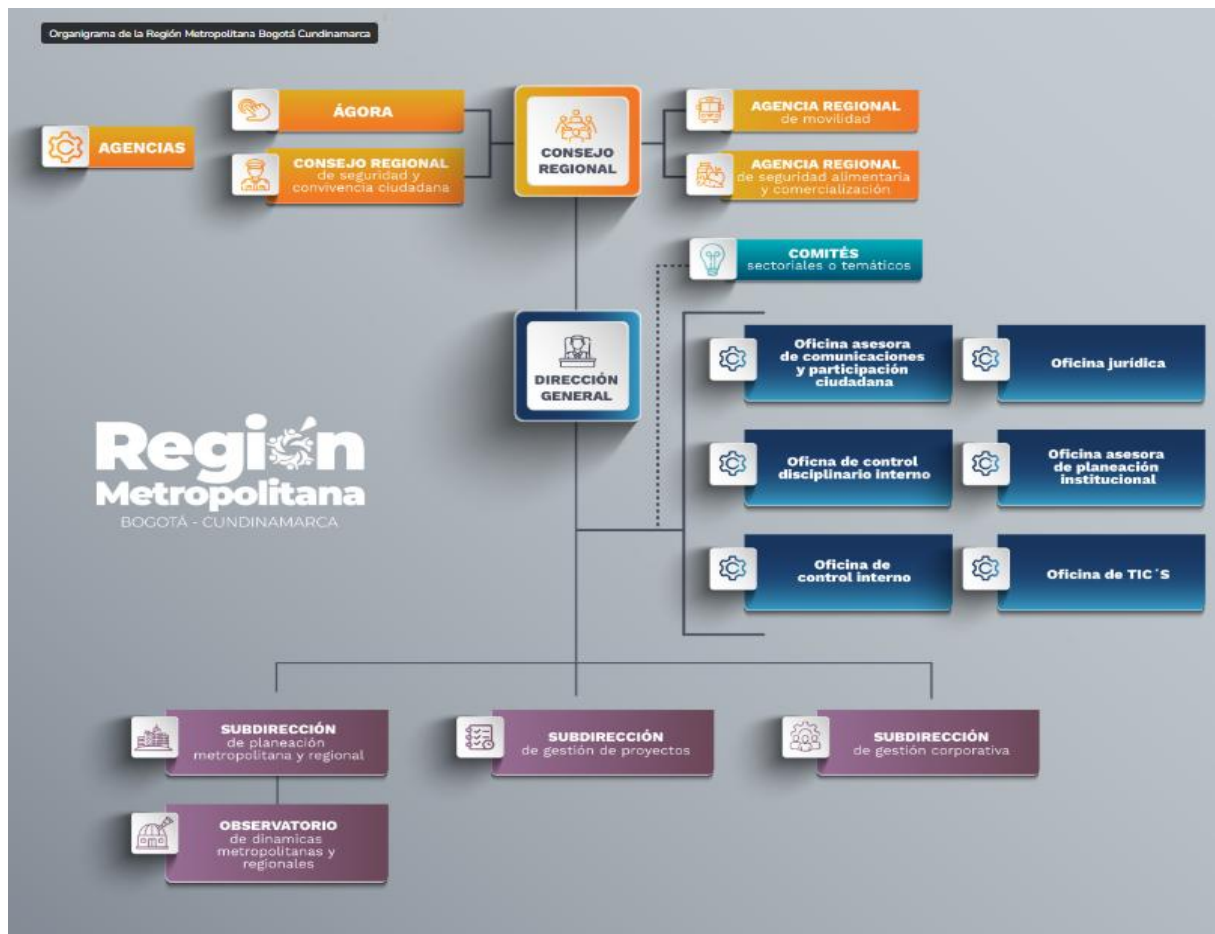 Organigrama de la Región Metropolitana Bogotá Cundinamarca
AGENCIAS
ÁGORA
CONSEJO REGIONAL
de seguridad y
convivencia ciudadana
CONSEJO
REGIONAL
AGENCIA REGIONAL
de movilidad
AGENCIA REGIONAL
de seguridad alimentaria
y comercialización
COMITÉS
sectoriales o temáticos
DIRECCIÓN
GENERAL
Oficina asesora
de comunicaciones
y participación
ciudadana
Oficina jurídica
Oficna de control
disciplinario interno
Oficina asesora
de planeación
institucional
Oficina de
control interno
Oficina de TIC´S
Región
Metropolitana
BOGOTÁ - CUNDINAMARCA
SUBDIRECCIÓN
de planeación
metropolitana y regional
SUBDIRECCIÓN
de gestión de proyectos
SUBDIRECCIÓN
de gestión corporativa
OBSERVATORIO
de dinamicas
metropolitanas y
regionales